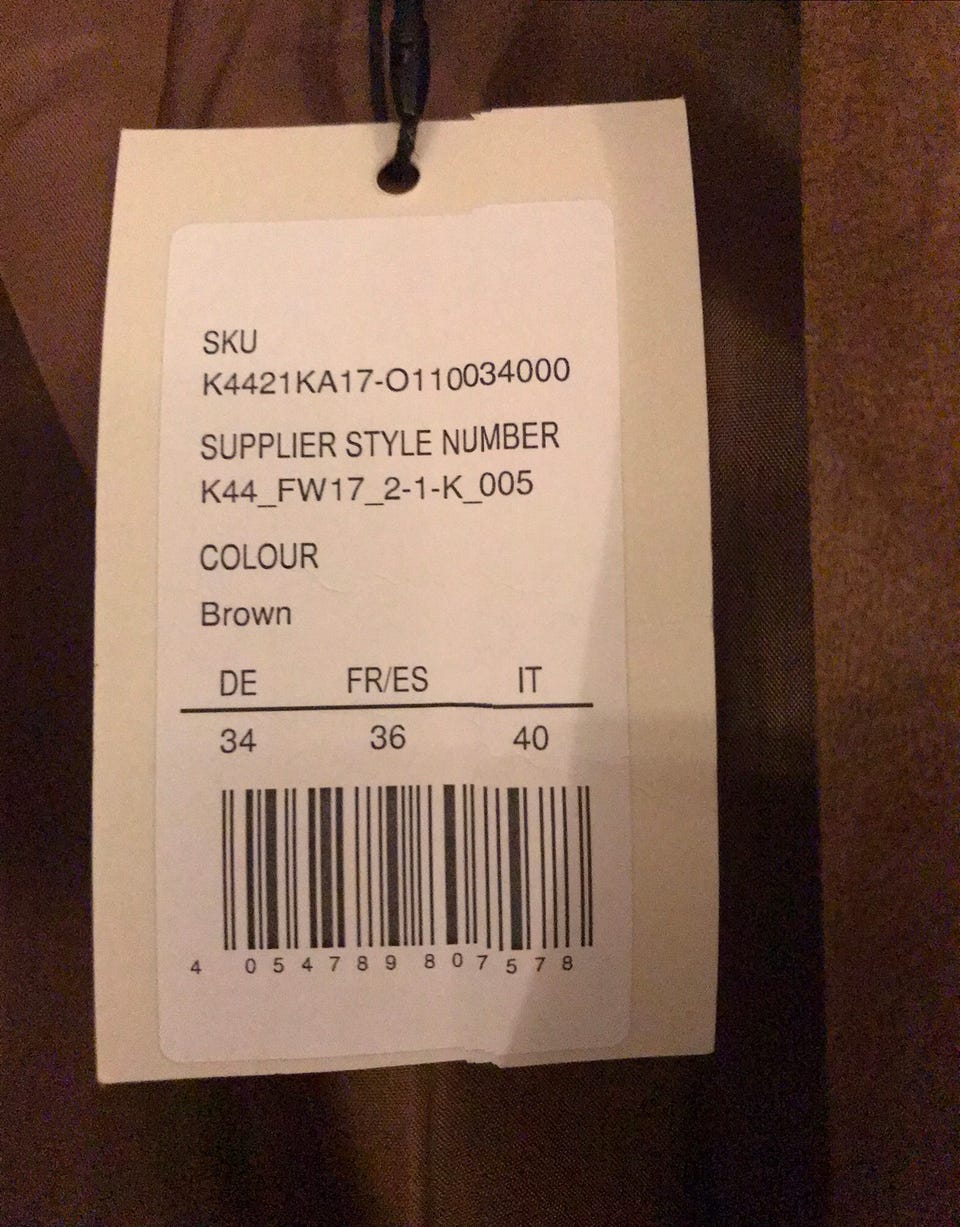 SKU
K4421KA17-O110034000
SUPPLIER STYLE NUMBER
K44_FW17_2-1-K_005
COLOUR
Brown
DE FR/ES IT
34 36 40
4 054789 807578